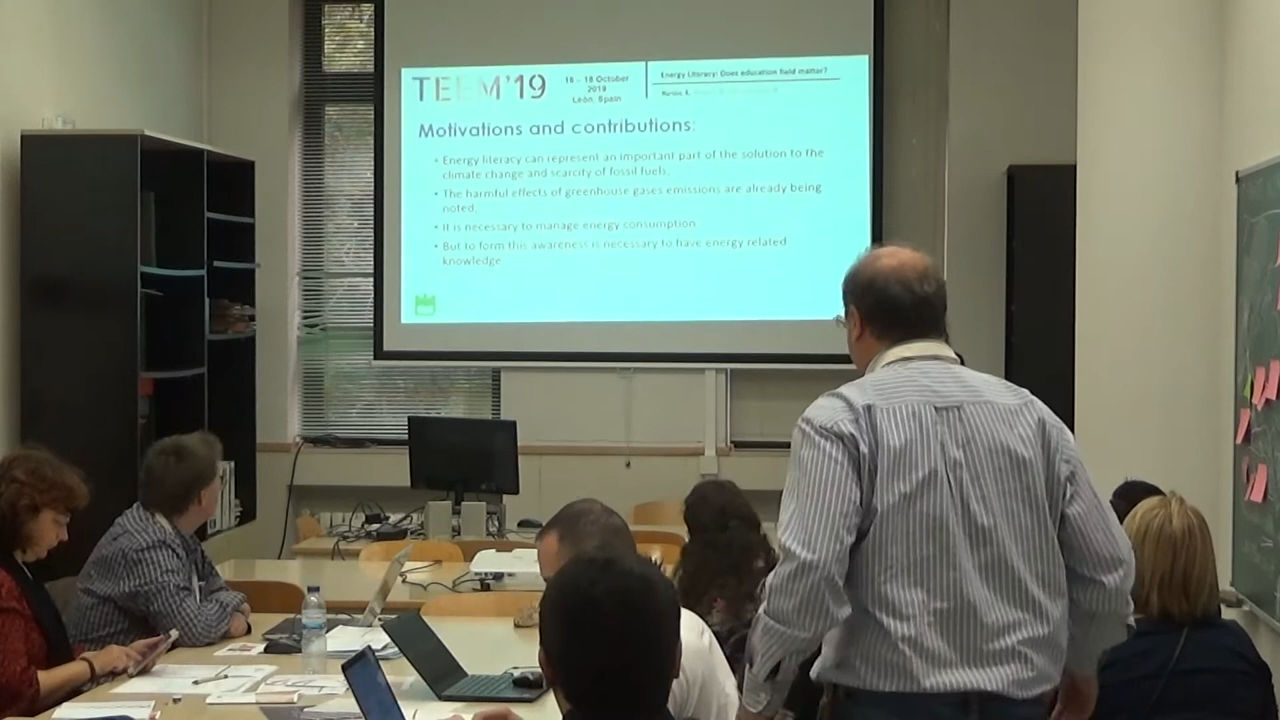 TEEM'19
16 - 18 October
2019
León, Spain
Energy Literacy: Does education field matter?
Martins, A.
Motivations and contributions:
• Energy literacy can represent an important part of the solution to the
climate change and scarcity of fossil fuels.
• The harmful effects of greenhouse gases emissions are already being
noted.
• It is necessary to manage energy consumption
• But to form this awareness is necessary to have energy related
knowledge